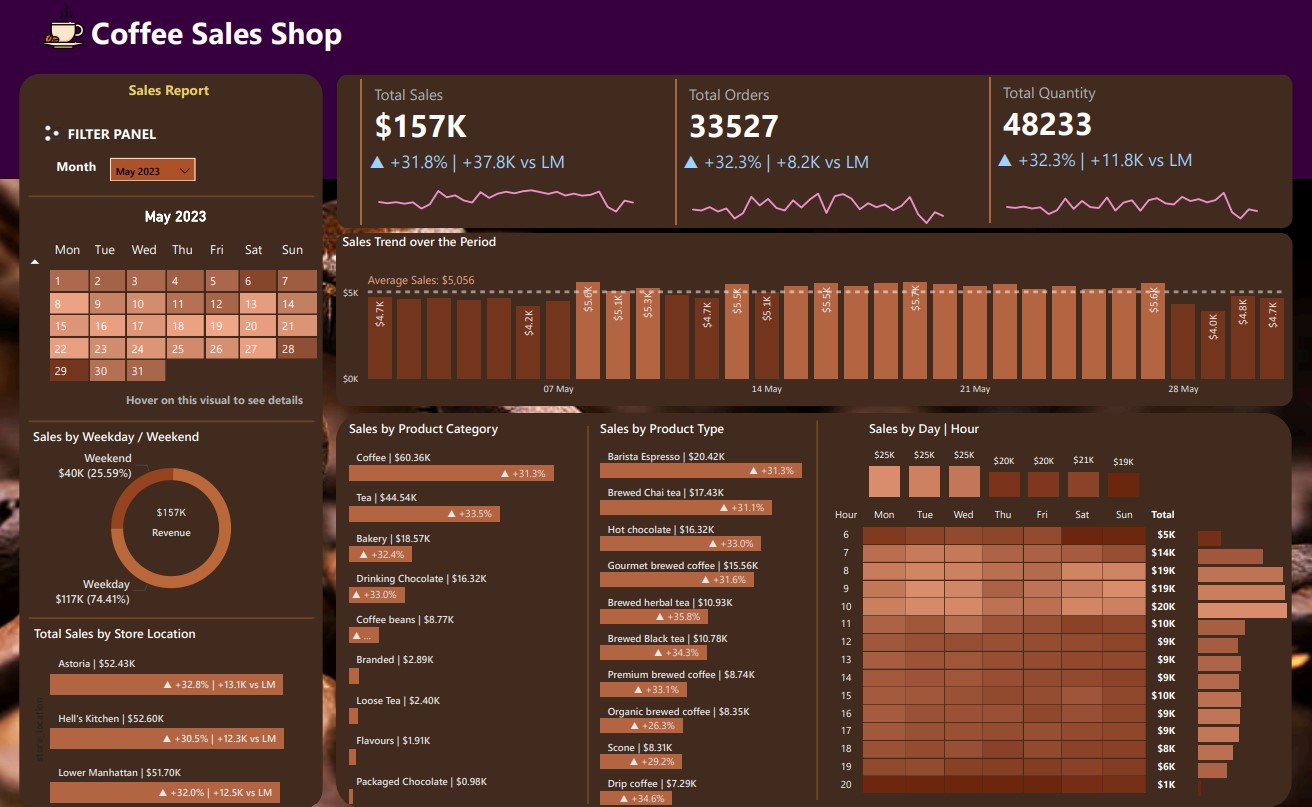 Coffee Sales Shop
Sales Report
FILTER PANEL
Month
May 2023
May 2023
Mon Tue Wed Thu Fri Sat Sun
1 2 3 4 5 6 7
8 9 10 11 12 13 14
15 16 17 18 19 20 21
22 23 24 25 26 27 28
29 30 31
Hover on this visual to see details
Sales by Weekday / Weekend
Weekend
$40K (25.59%)
$157K
Revenue
Weekday
$117K (74.41%)
Total Sales by Store Location
Astoria | $52.43K
▲ +32.8% | +13.1K vs LM
Hell's Kitchen | $52.60K
▲ +30.5% | +12.3K vs LM
Lower Manhattan | $51.70K
▲ +32.0% | +12.5K vs LM
Total Sales
$157K
▲ +31.8% | +37.8K vs LM
Total Orders
33527
▲ +32.3% | +8.2K vs LM
Total Quantity
48233
▲ +32.3% | +11.8K vs LM
Sales Trend over the Period
Average Sales: $5,056
$5K
$0K
$4.7K $4.2K $5.6K $5.1K $5.3K $4.7K $5.5K $5.1K $5.5K $5.7K $5.6K $4.0K $4.8K $4.7K
07 May 14 May 21 May 28 May
Sales by Product Category
Coffee | $60.36K
▲ +31.3%
Tea | $44.54K
▲ +33.5%
Bakery | $18.57K
▲ +32.4%
Drinking Chocolate | $16.32K
▲ +33.0%
Coffee beans | $8.77K
▲ ...
Branded | $2.89K
Loose Tea | $2.40K
Flavours | $1.91K
Packaged Chocolate | $0.98K
Sales by Product Type
Barista Espresso | $20.42K
▲ +31.3%
Brewed Chai tea | $17.43K
▲ +31.1%
Hot chocolate | $16.32K
▲ +33.0%
Gourmet brewed coffee | $15.56K
▲ +31.6%
Brewed herbal tea | $10.93K
▲ +35.8%
Brewed Black tea | $10.78K
▲ +34.3%
Premium brewed coffee | $8.74K
▲ +33.1%
Organic brewed coffee | $8.35K
▲ +26.3%
Scone | $8.31K
▲ +29.2%
Drip coffee | $7.29K
▲ +34.6%
Sales by Day | Hour
$25K $25K $25K $20K $20K $21K $19K
Hour Mon Tue Wed Thu Fri Sat Sun Total
6 $5K
7 $14K
8 $19K
9 $19K
10 $20K
11 $10K
12 $9K
13 $9K
14 $9K
15 $10K
16 $9K
17 $9K
18 $8K
19 $6K
20 $1K